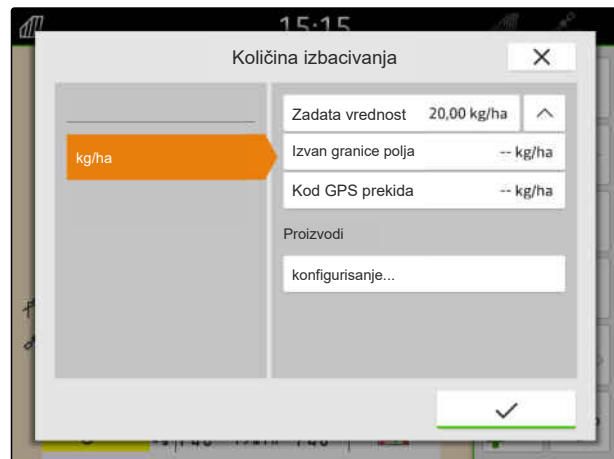 15:15
Količina izbacivanja
Zadata vrednost 20,00 kg/ha
kg/ha
Izvan granice polja -- kg/ha
Kod GPS prekida -- kg/ha
Proizvodi
konfigurisanje...